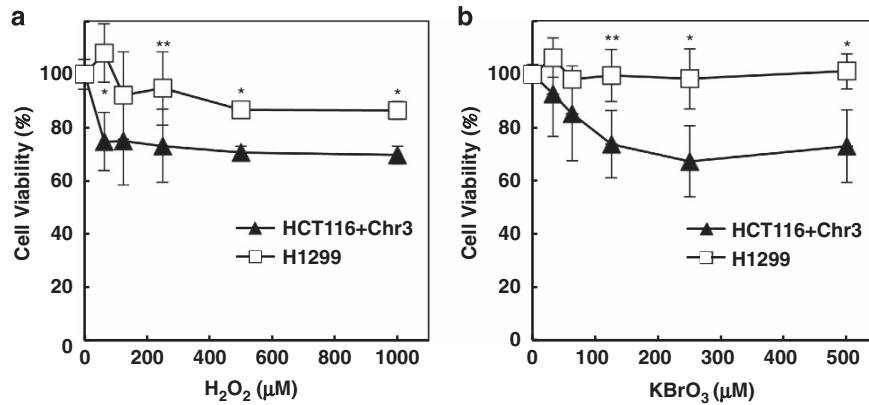 a
Cell Viability (%)
100
80
60
40
20
0
*
**
*
*
HCT116+Chr3
H1299
0 200 400 600 800 1000
H₂O₂ (μM)
b
Cell Viability (%)
100
80
60
40
20
0
**
*
*
HCT116+Chr3
H1299
0 100 200 300 400 500
KBrO₃ (μM)